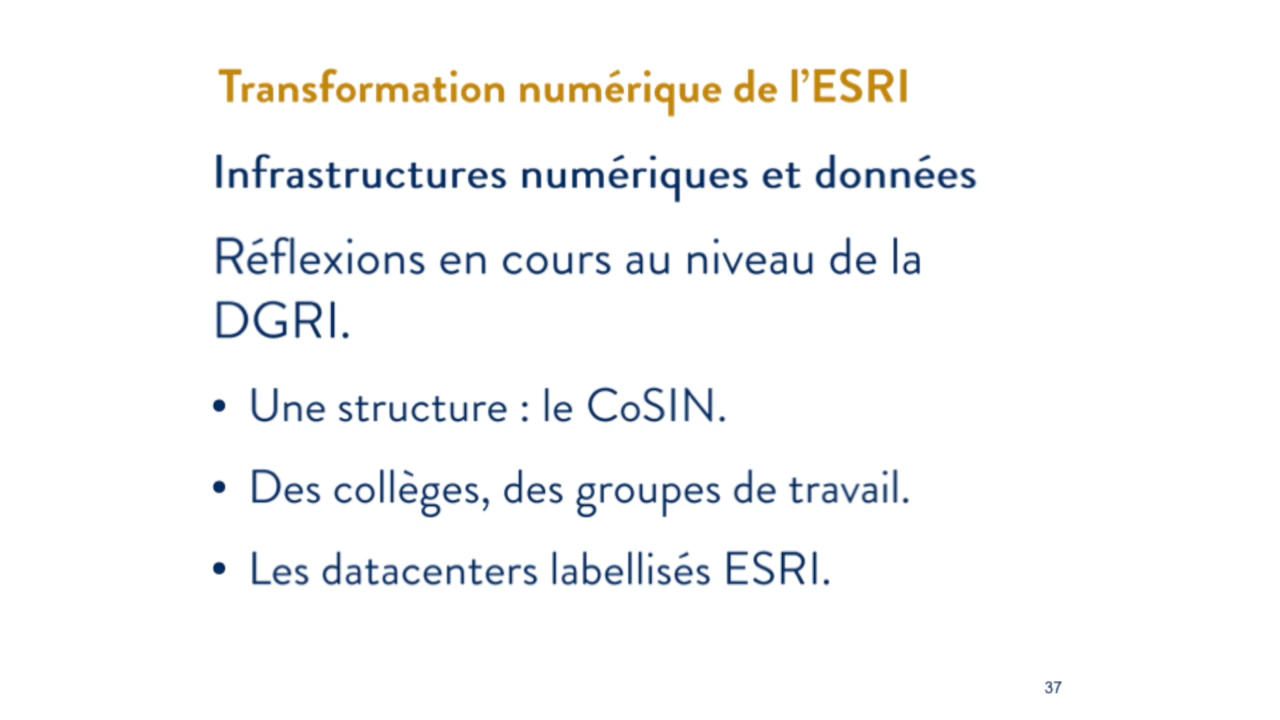 Transformation numérique de l’ESRI
Infrastructures numériques et données
Réflexions en cours au niveau de la
DGRI.
• Une structure : le CoSIN.
• Des collèges, des groupes de travail.
• Les datacenters labellisés ESRI.
37